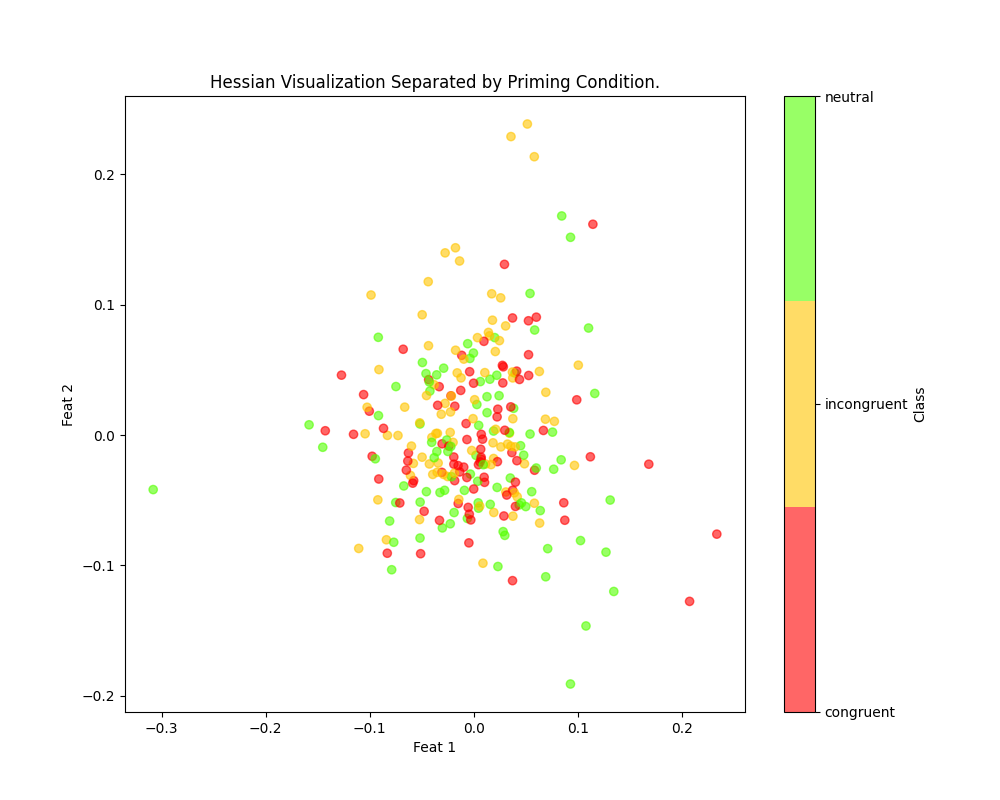 Hessian Visualization Separated by Priming Condition.
neutral
incongruent
congruent
Class
Feat 2
0.2
0.1
0.0
−0.1
−0.2
−0.3
−0.2
−0.1
0.0
0.1
0.2
Feat 1